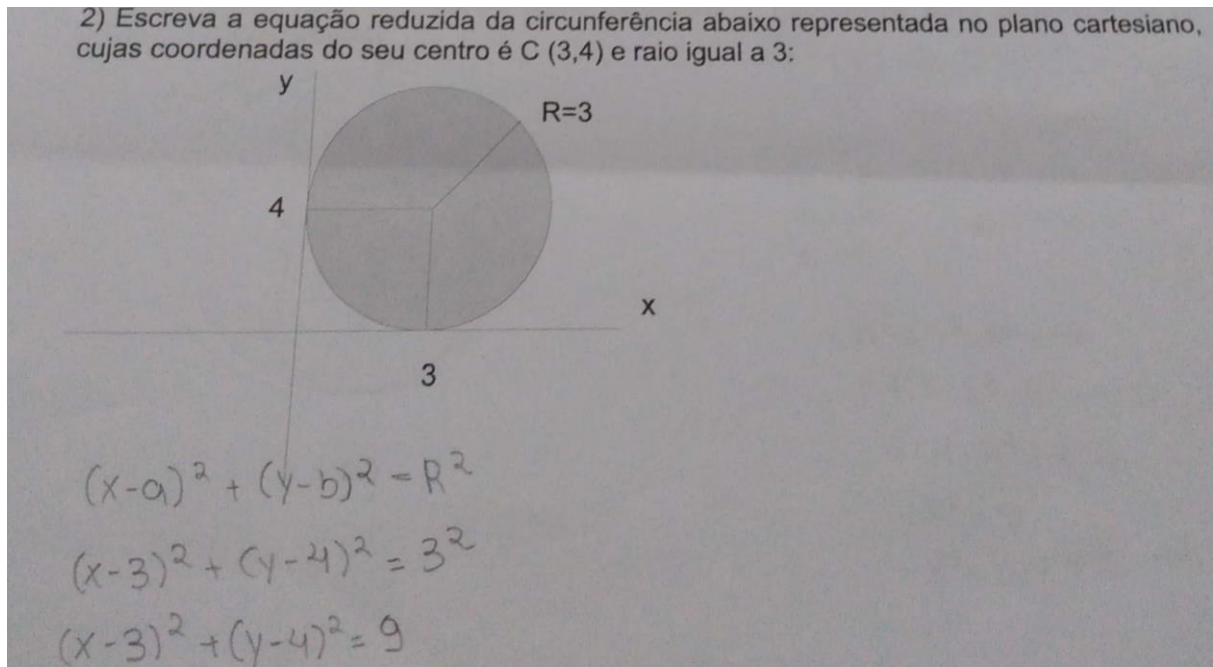 2) Escreva a equação reduzida da circunferência abaixo representada no plano cartesiano,
cujas coordenadas do seu centro é C (3,4) e raio igual a 3:
y
R=3
4
x
3
(x-a)² + (y-b)² = R²
(x-3)² + (y-4)² = 3²
(x-3)² + (y-4)² = 9